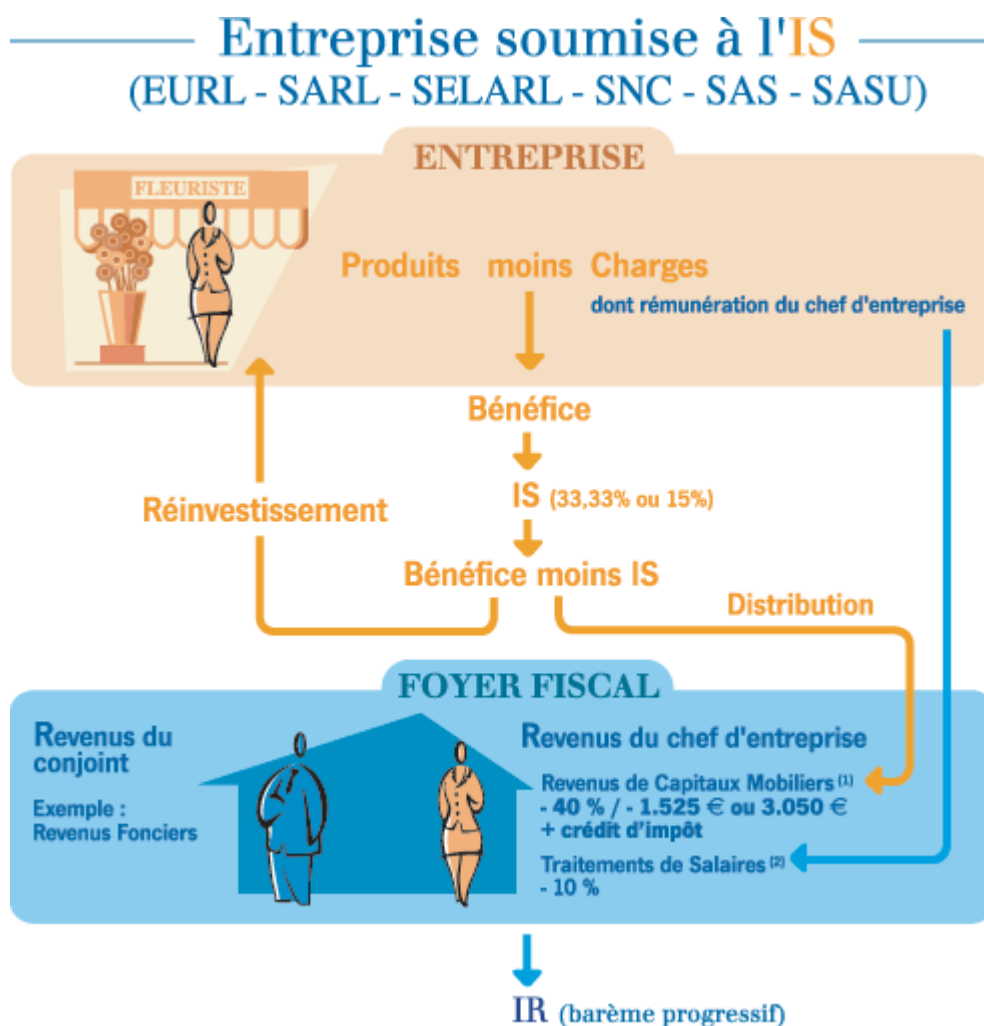 Entreprise soumise à l'IS
(EURL - SARL - SELARL - SNC - SAS - SASU)
ENTREPRISE
FLEURISTE
Produits moins Charges
dont rémunération du chef d'entreprise
Bénéfice
IS (33,33% ou 15%)
Réinvestissement
Bénéfice moins IS
Distribution
FOYER FISCAL
Revenus du
conjoint
Exemple :
Revenus Fonciers
Revenus du chef d'entreprise
Revenus de Capitaux Mobiliers (1)
- 40 % / - 1.525 € ou 3.050 €
+ crédit d'impôt
Traitements de Salaires (2)
- 10 %
IR (barème progressif)